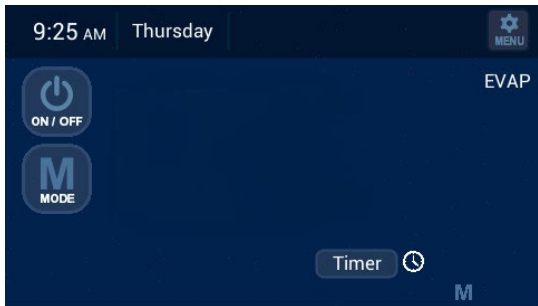 9:25 AM Thursday
MENU
EVAP
ON / OFF
M
MODE
Timer
M